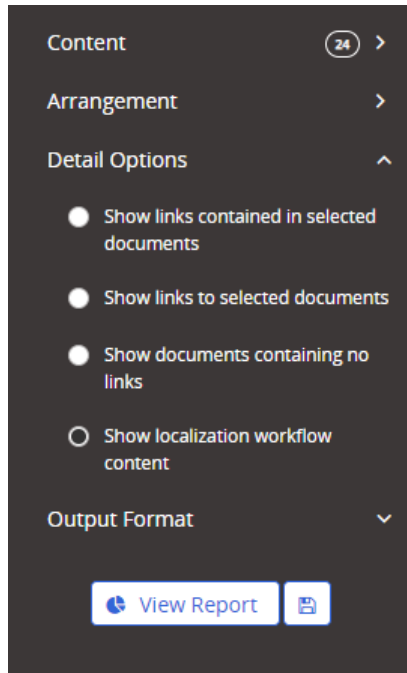 Content 24
Arrangement
Detail Options
Show links contained in selected
documents
Show links to selected documents
Show documents containing no
links
Show localization workflow
content
Output Format
View Report